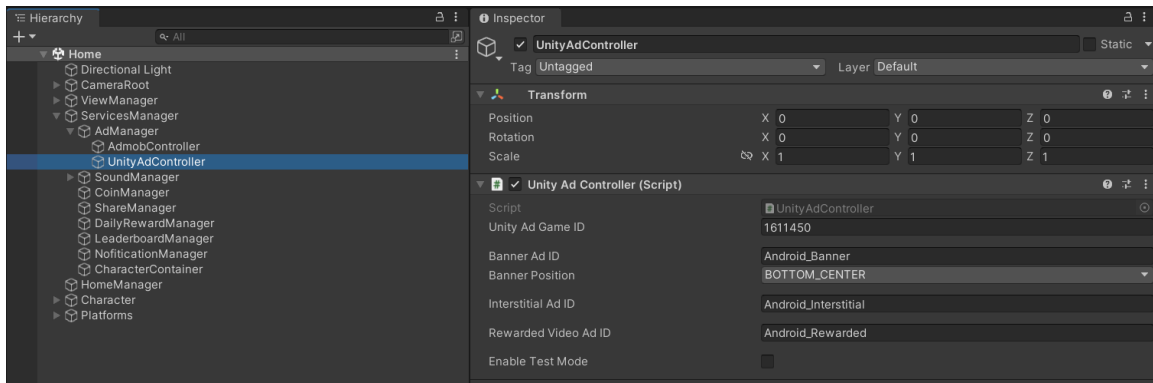 Hierarchy
All
Home
Directional Light
CameraRoot
ViewManager
ServicesManager
AdManager
AdmobController
UnityAdController
SoundManager
CoinManager
ShareManager
DailyRewardManager
LeaderboardManager
NofiticationManager
CharacterContainer
HomeManager
Character
Platforms
Inspector
UnityAdController Static
Tag Untagged Layer Default
Transform
Position X 0 Y 0 Z 0
Rotation X 0 Y 0 Z 0
Scale X 1 Y 1 Z 1
# Unity Ad Controller (Script)
Script UnityAdController
Unity Ad Game ID 1611450
Banner Ad ID Android_Banner
Banner Position BOTTOM_CENTER
Interstitial Ad ID Android_Interstitial
Rewarded Video Ad ID Android_Rewarded
Enable Test Mode